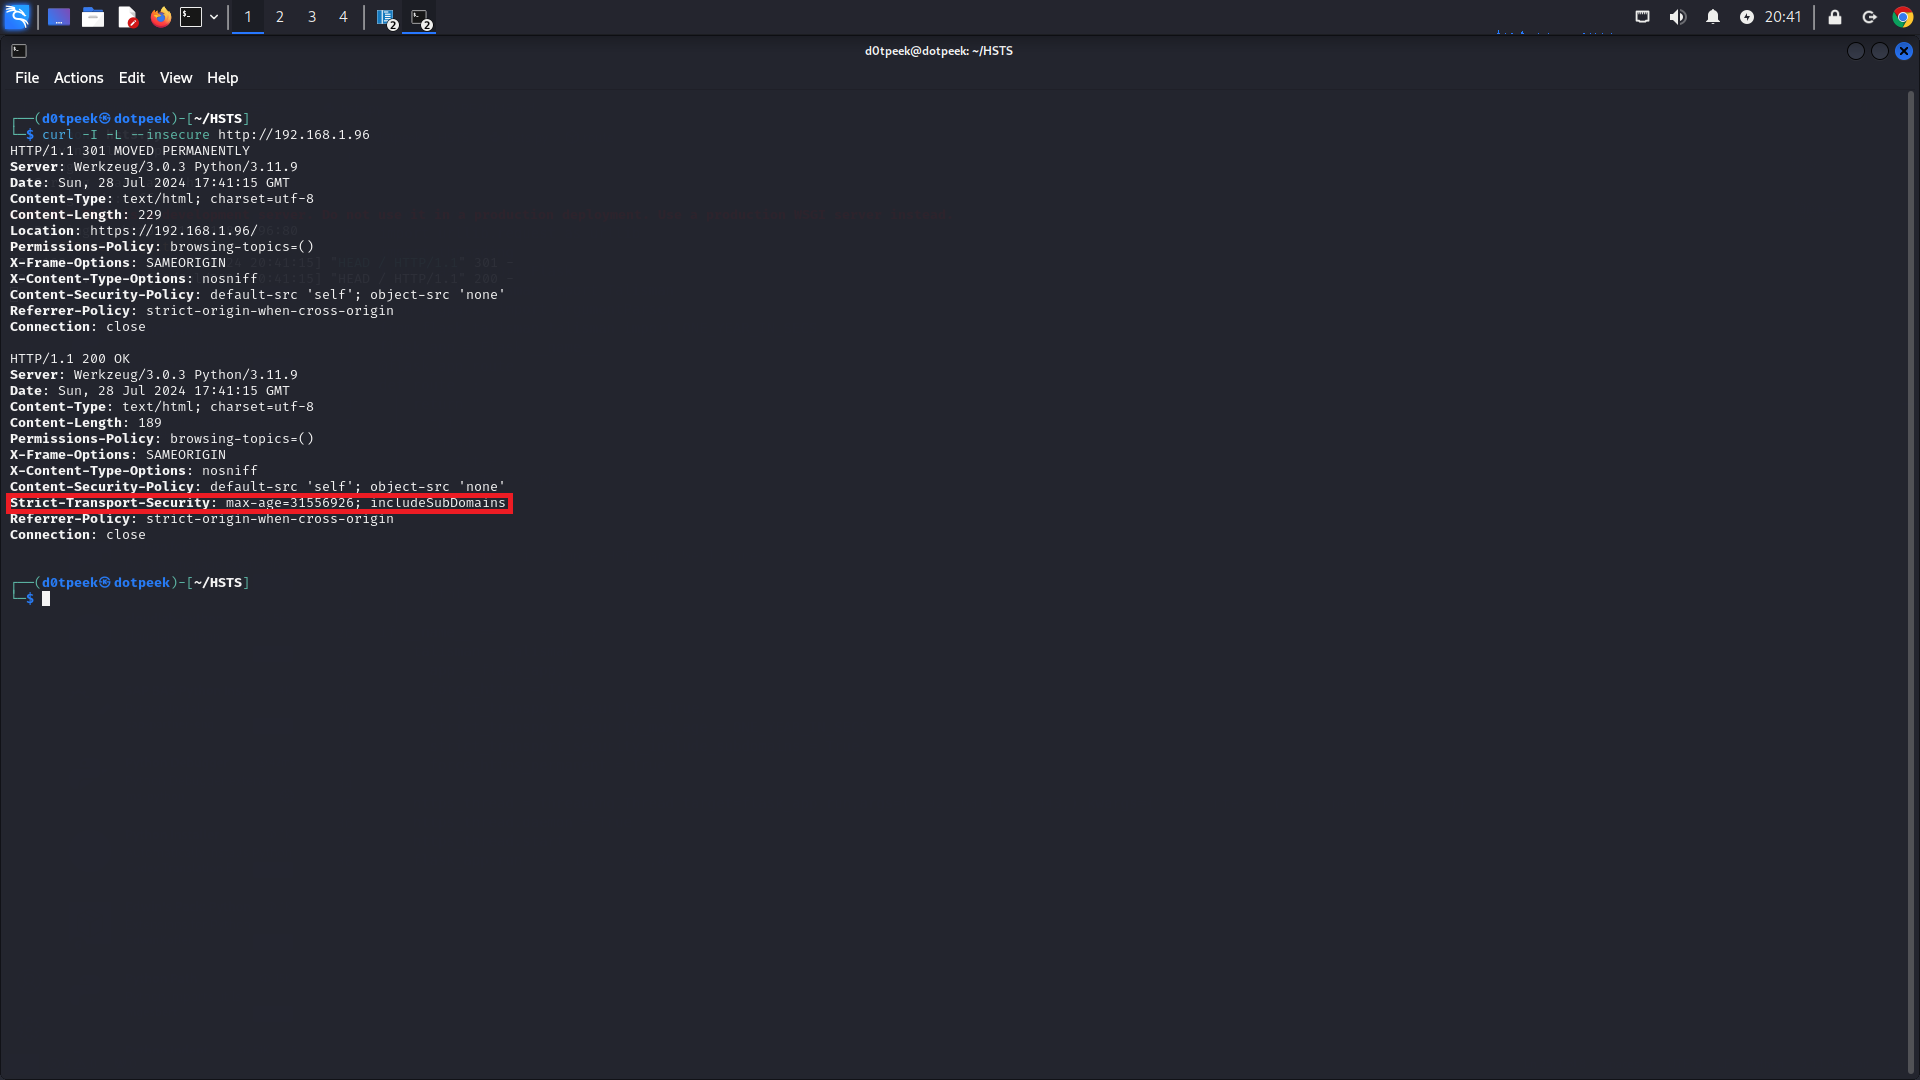 1 2 3 4 2 2 20:41
d0tpeek@dotpeek: ~/HSTS
File Actions Edit View Help
┌──(d0tpeek㉿dotpeek)-[~/HSTS]
└─$ curl -I -L --insecure http://192.168.1.96
HTTP/1.1 301 MOVED PERMANENTLY
Server: Werkzeug/3.0.3 Python/3.11.9
Date: Sun, 28 Jul 2024 17:41:15 GMT
Content-Type: text/html; charset=utf-8
Content-Length: 229
Location: https://192.168.1.96/
Permissions-Policy: browsing-topics=()
X-Frame-Options: SAMEORIGIN
X-Content-Type-Options: nosniff
Content-Security-Policy: default-src 'self'; object-src 'none'
Referrer-Policy: strict-origin-when-cross-origin
Connection: close
HTTP/1.1 200 OK
Server: Werkzeug/3.0.3 Python/3.11.9
Date: Sun, 28 Jul 2024 17:41:15 GMT
Content-Type: text/html; charset=utf-8
Content-Length: 189
Permissions-Policy: browsing-topics=()
X-Frame-Options: SAMEORIGIN
X-Content-Type-Options: nosniff
Content-Security-Policy: default-src 'self'; object-src 'none'
Strict-Transport-Security: max-age=31556926; includeSubDomains
Referrer-Policy: strict-origin-when-cross-origin
Connection: close
┌──(d0tpeek㉿dotpeek)-[~/HSTS]
└─$